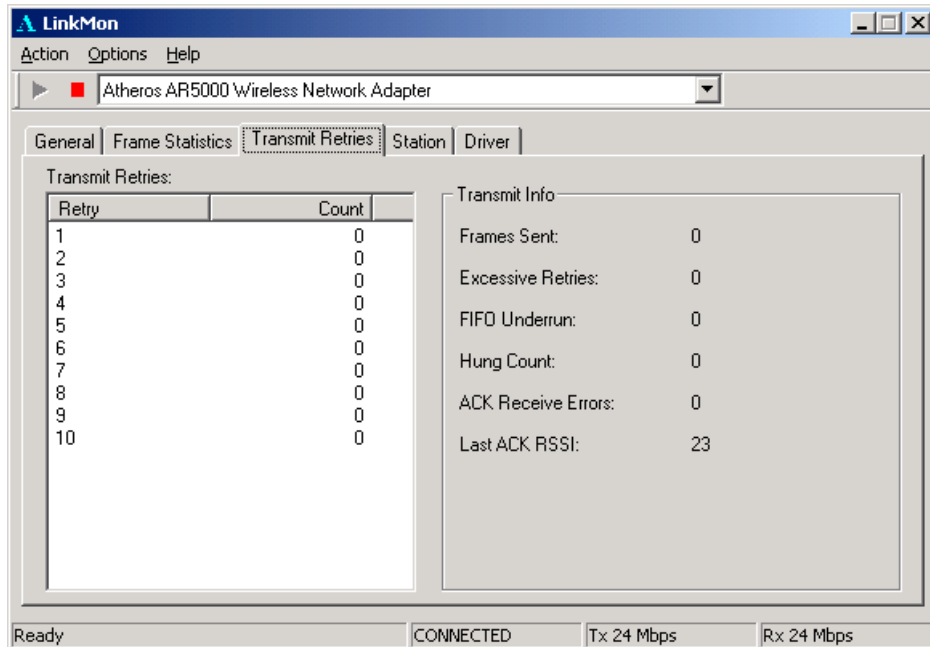 LinkMon
Action Options Help
Atheros AR5000 Wireless Network Adapter
General Frame Statistics Transmit Retries Station Driver
Transmit Retries:
Retry Count
1 0
2 0
3 0
4 0
5 0
6 0
7 0
8 0
9 0
10 0
Transmit Info
Frames Sent: 0
Excessive Retries: 0
FIFO Underrun: 0
Hung Count: 0
ACK Receive Errors: 0
Last ACK RSSI: 23
Ready CONNECTED Tx 24 Mbps Rx 24 Mbps